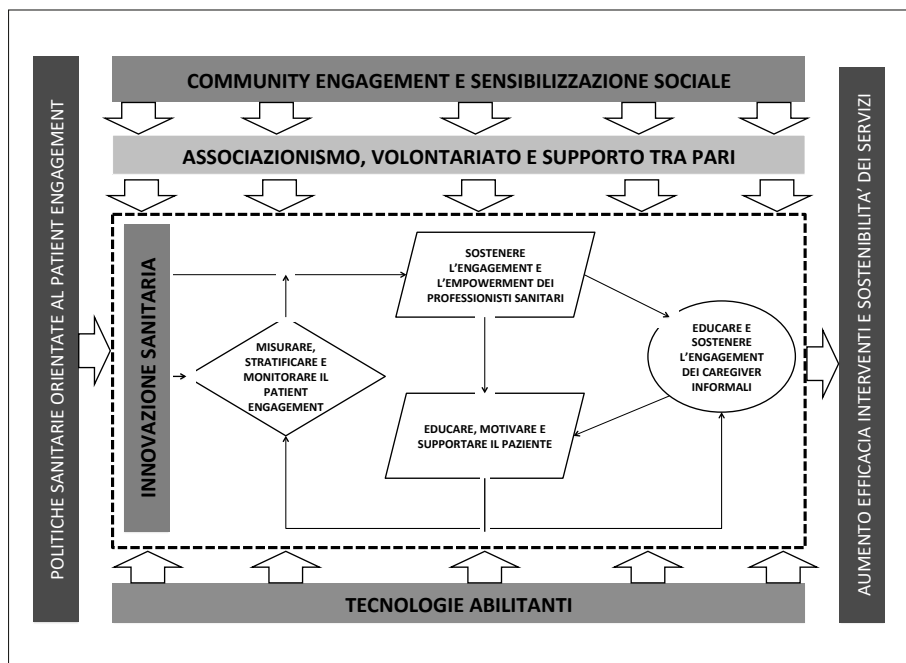 POLITICHE SANITARIE ORIENTATE AL PATIENT ENGAGEMENT
COMMUNITY ENGAGEMENT E SENSIBILIZZAZIONE SOCIALE
ASSOCIAZIONISMO, VOLONTARIATO E SUPPORTO TRA PARI
INNOVAZIONE SANITARIA
MISURARE,
STRATIFICARE E
MONITORARE IL
PATIENT
ENGAGEMENT
SOSTENERE
L'ENGAGEMENT E
L'EMPOWERMENT DEI
PROFESSIONISTI SANITARI
EDUCARE E
SOSTENERE
L'ENGAGEMENT
DEI CAREGIVER
INFORMALI
EDUCARE, MOTIVARE E
SUPPORTARE IL PAZIENTE
TECNOLOGIE ABILITANTI
AUMENTO EFFICACIA INTERVENTI E SOSTENIBILITA' DEI SERVIZI